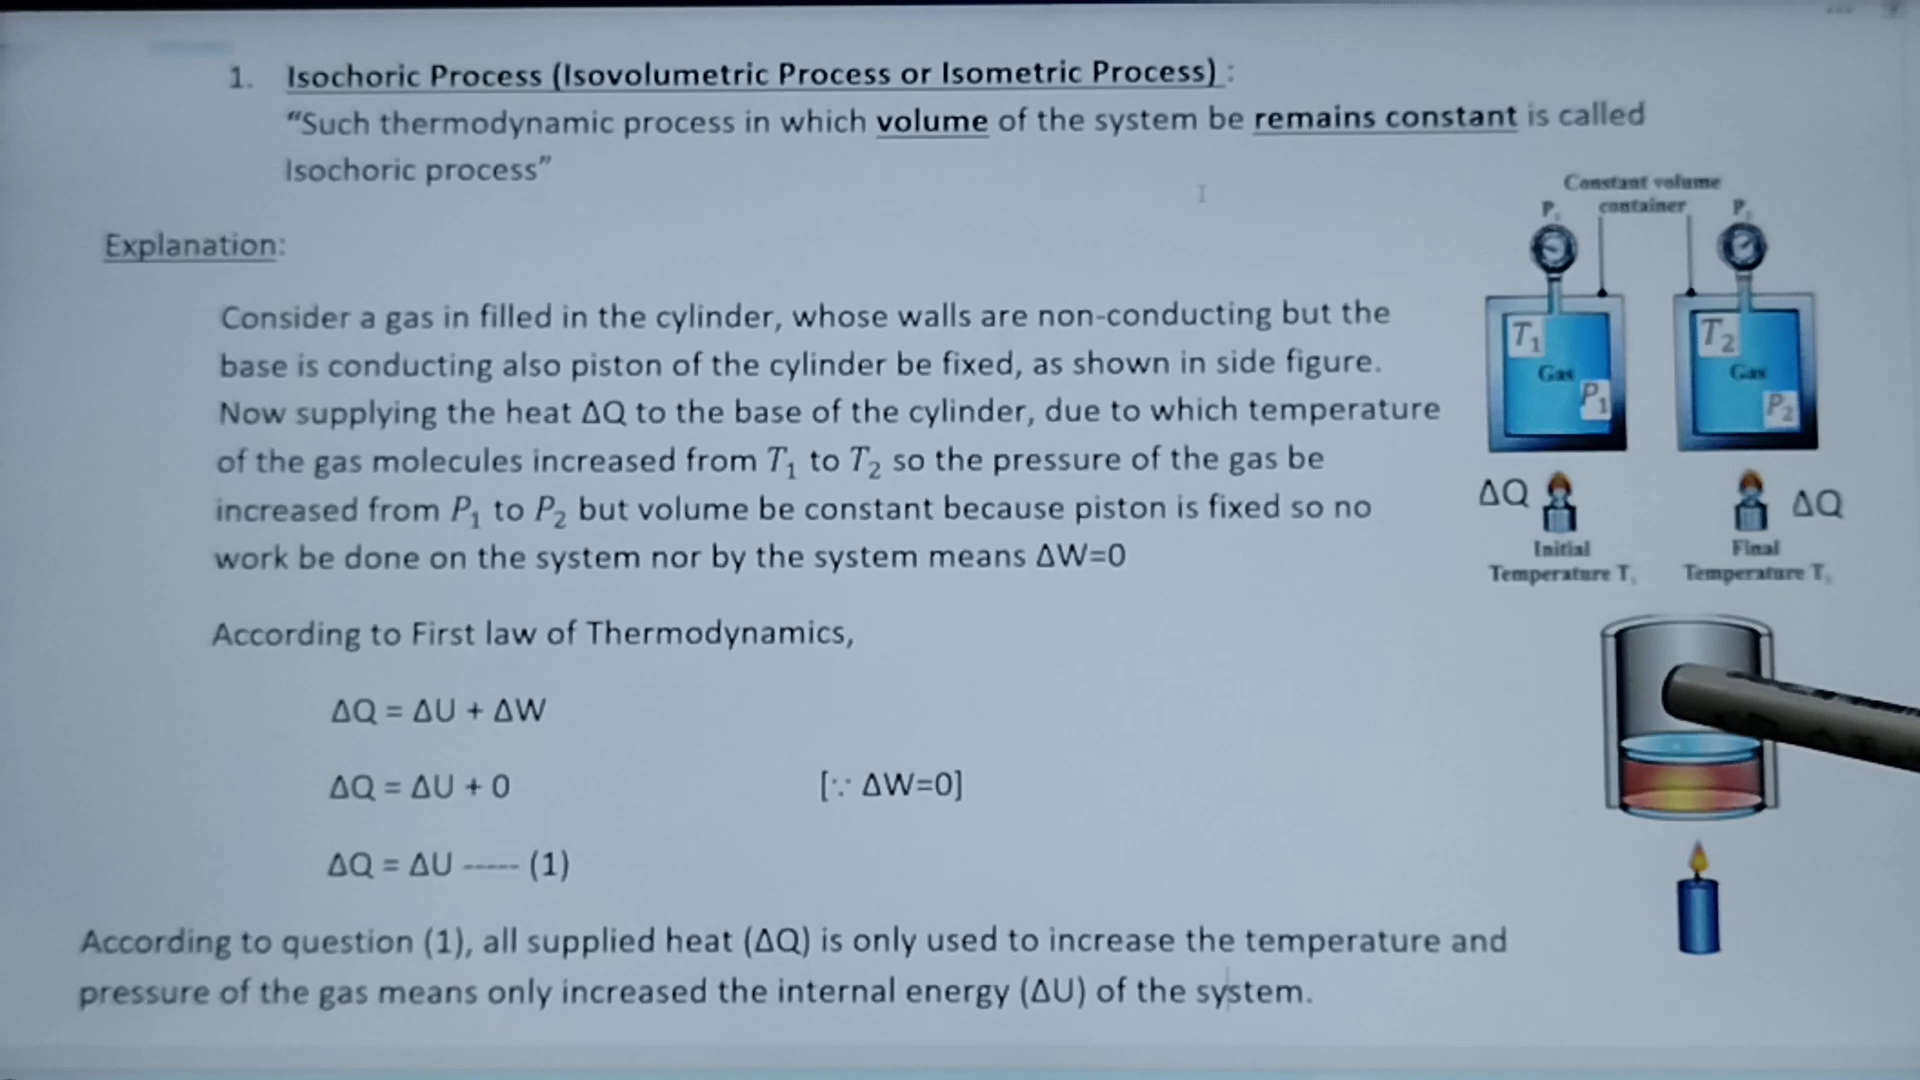 1. Isochoric Process (Isovolumetric Process or Isometric Process) :
“Such thermodynamic process in which volume of the system be remains constant is called
Isochoric process”
Explanation:
Consider a gas in filled in the cylinder, whose walls are non-conducting but the
base is conducting also piston of the cylinder be fixed, as shown in side figure.
Now supplying the heat ΔQ to the base of the cylinder, due to which temperature
of the gas molecules increased from T₁ to T₂ so the pressure of the gas be
increased from P₁ to P₂ but volume be constant because piston is fixed so no
work be done on the system nor by the system means ΔW=0
According to First law of Thermodynamics,
ΔQ = ΔU + ΔW
ΔQ = ΔU + 0 [∵ ΔW=0]
ΔQ = ΔU ----- (1)
According to question (1), all supplied heat (ΔQ) is only used to increase the temperature and
pressure of the gas means only increased the internal energy (ΔU) of the system.
Constant volume
container
P P
T₁ T₂
Gas Gas
P₁ P₂
ΔQ ΔQ
Initial Final
Temperature T Temperature T